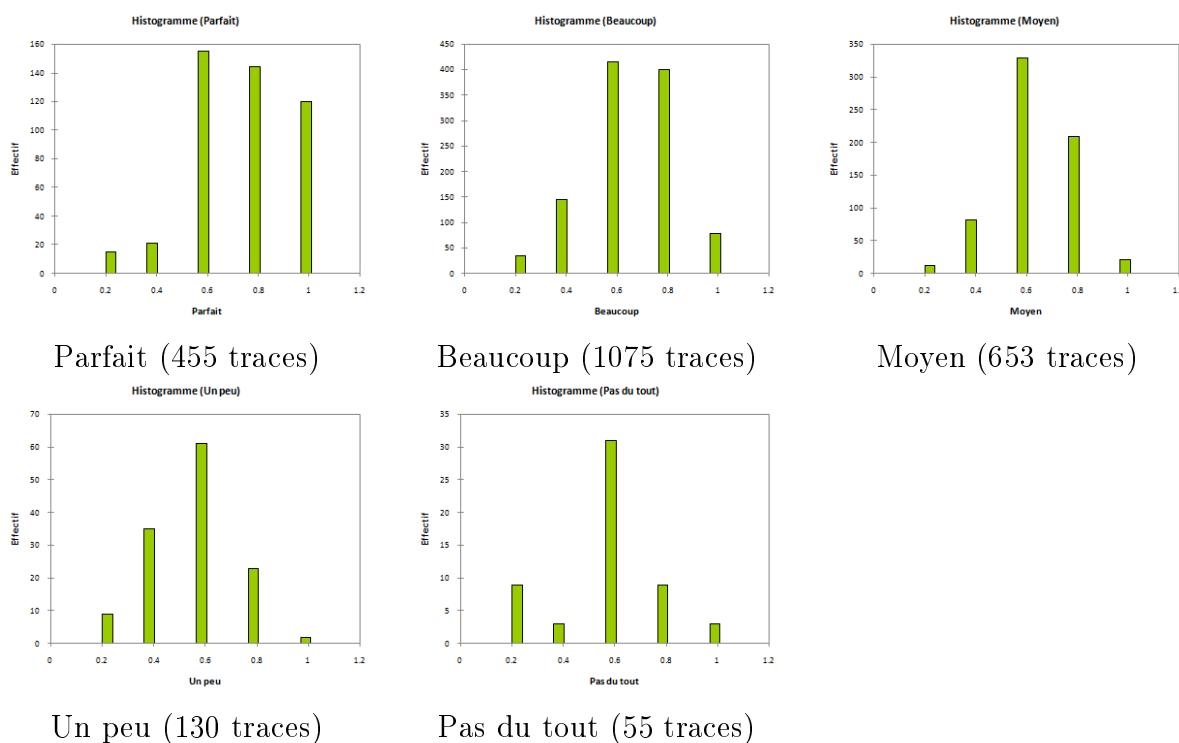 Histogramme (Parfait)
160
140
120
100
80
60
40
20
0
Effectif
0 0.2 0.4 0.6 0.8 1 1.2
Parfait
Parfait (455 traces)
Histogramme (Beaucoup)
450
400
350
300
250
200
150
100
50
0
Effectif
0 0.2 0.4 0.6 0.8 1 1.2
Beaucoup
Beaucoup (1075 traces)
Histogramme (Moyen)
350
300
250
200
150
100
50
0
Effectif
0 0.2 0.4 0.6 0.8 1 1.2
Moyen
Moyen (653 traces)
Histogramme (Un peu)
70
60
50
40
30
20
10
0
Effectif
0 0.2 0.4 0.6 0.8 1 1.2
Un peu
Un peu (130 traces)
Histogramme (Pas du tout)
35
30
25
20
15
10
5
0
Effectif
0 0.2 0.4 0.6 0.8 1 1.2
Pas du tout
Pas du tout (55 traces)